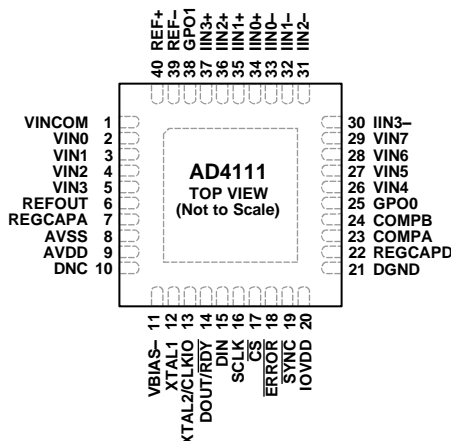 REF+
REF–
GPO1
IIN3+
IIN2+
IIN1+
IIN0+
IIN0–
IIN1–
IIN2–
40 39 38 37 36 35 34 33 32 31
VINCOM 1
VIN0 2
VIN1 3
VIN2 4
VIN3 5
REFOUT 6
REGCAPA 7
AVSS 8
AVDD 9
DNC 10
AD4111
TOP VIEW
(Not to Scale)
30 IIN3–
29 VIN7
28 VIN6
27 VIN5
26 VIN4
25 GPO0
24 COMPB
23 COMPA
22 REGCAPD
21 DGND
11 12 13 14 15 16 17 18 19 20
VBIAS–
XTAL1
XTAL2/CLKIO
DOUT/RDY
DIN
SCLK
CS
ERROR
SYNC
IOVDD